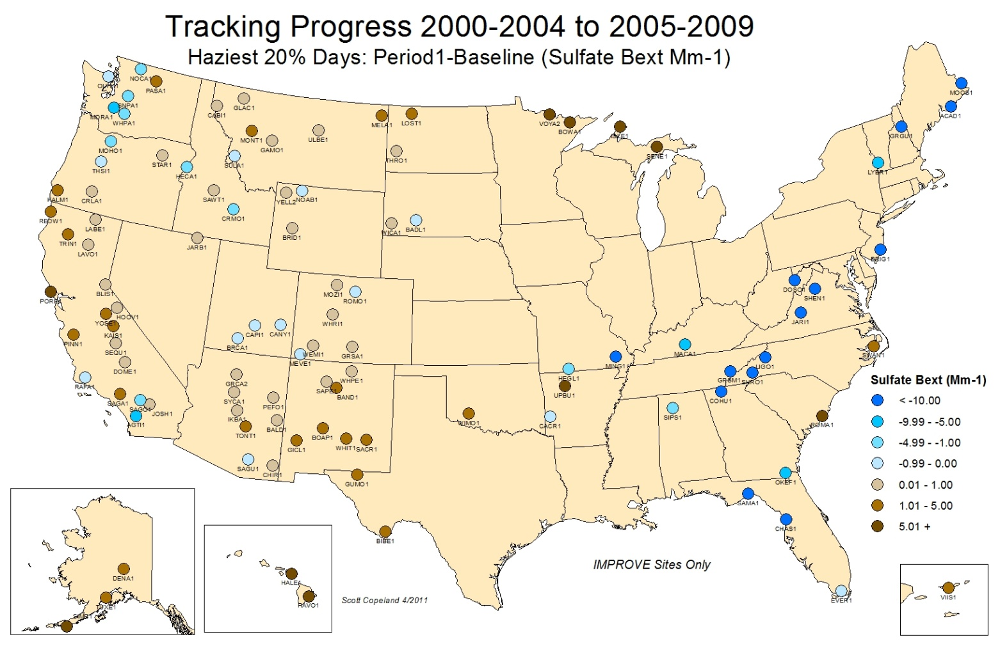 Tracking Progress 2000-2004 to 2005-2009
Haziest 20% Days: Period1-Baseline (Sulfate Bext Mm-1)
OLYM1
NOCA1
PASA1
SNPA1
MORA1
WHPA1
MOHO1
THSI1
STAR1
HECA1
KALM1
CRLA1
REDW1
LABE1
TRIN1
LAVO1
CABI1
GLAC1
MONT1
GAMO1
ULBE1
SULA1
SAWT1
CRMO1
YELL2
NOAB1
BRID1
JARB1
MELA1
LOST1
THRO1
WICA1
BADL1
VOYA2
BOWA1
ISLE1
SENE1
MOOS1
ACAD1
GRGU1
LYBR1
BRIG1
BLIS1
PORE1
HOOV1
YOSE1
KAIS1
PINN1
SEQU1
DOME1
RAFA1
SAGA1
SAGO1
JOSH1
AGTI1
MOZI1
ROMO1
WHRI1
CAPI1
CANY1
BRCA1
WEMI1
MEVE1
GRSA1
GRCA2
SYCA1
IKBA1
TONT1
PEFO1
BALD1
SAGU1
CHIR1
WHPE1
SAPE1
BAND1
BOAP1
GICL1
WHIT1
SACR1
GUMO1
BIBE1
WIMO1
DOSO1
SHEN1
JARI1
MACA1
MING1
HEGL1
UPBU1
CACR1
LIGO1
GRSM1
SHRO1
COHU1
SIPS1
SWAN1
ROMA1
OKEF1
SAMA1
CHAS1
EVER1
Sulfate Bext (Mm-1)
< -10.00
-9.99 - -5.00
-4.99 - -1.00
-0.99 - 0.00
0.01 - 1.00
1.01 - 5.00
5.01 +
DENA1
TUXE1
SIME1
HALE1
HAVO1
VIIS1
IMPROVE Sites Only
Scott Copeland 4/2011